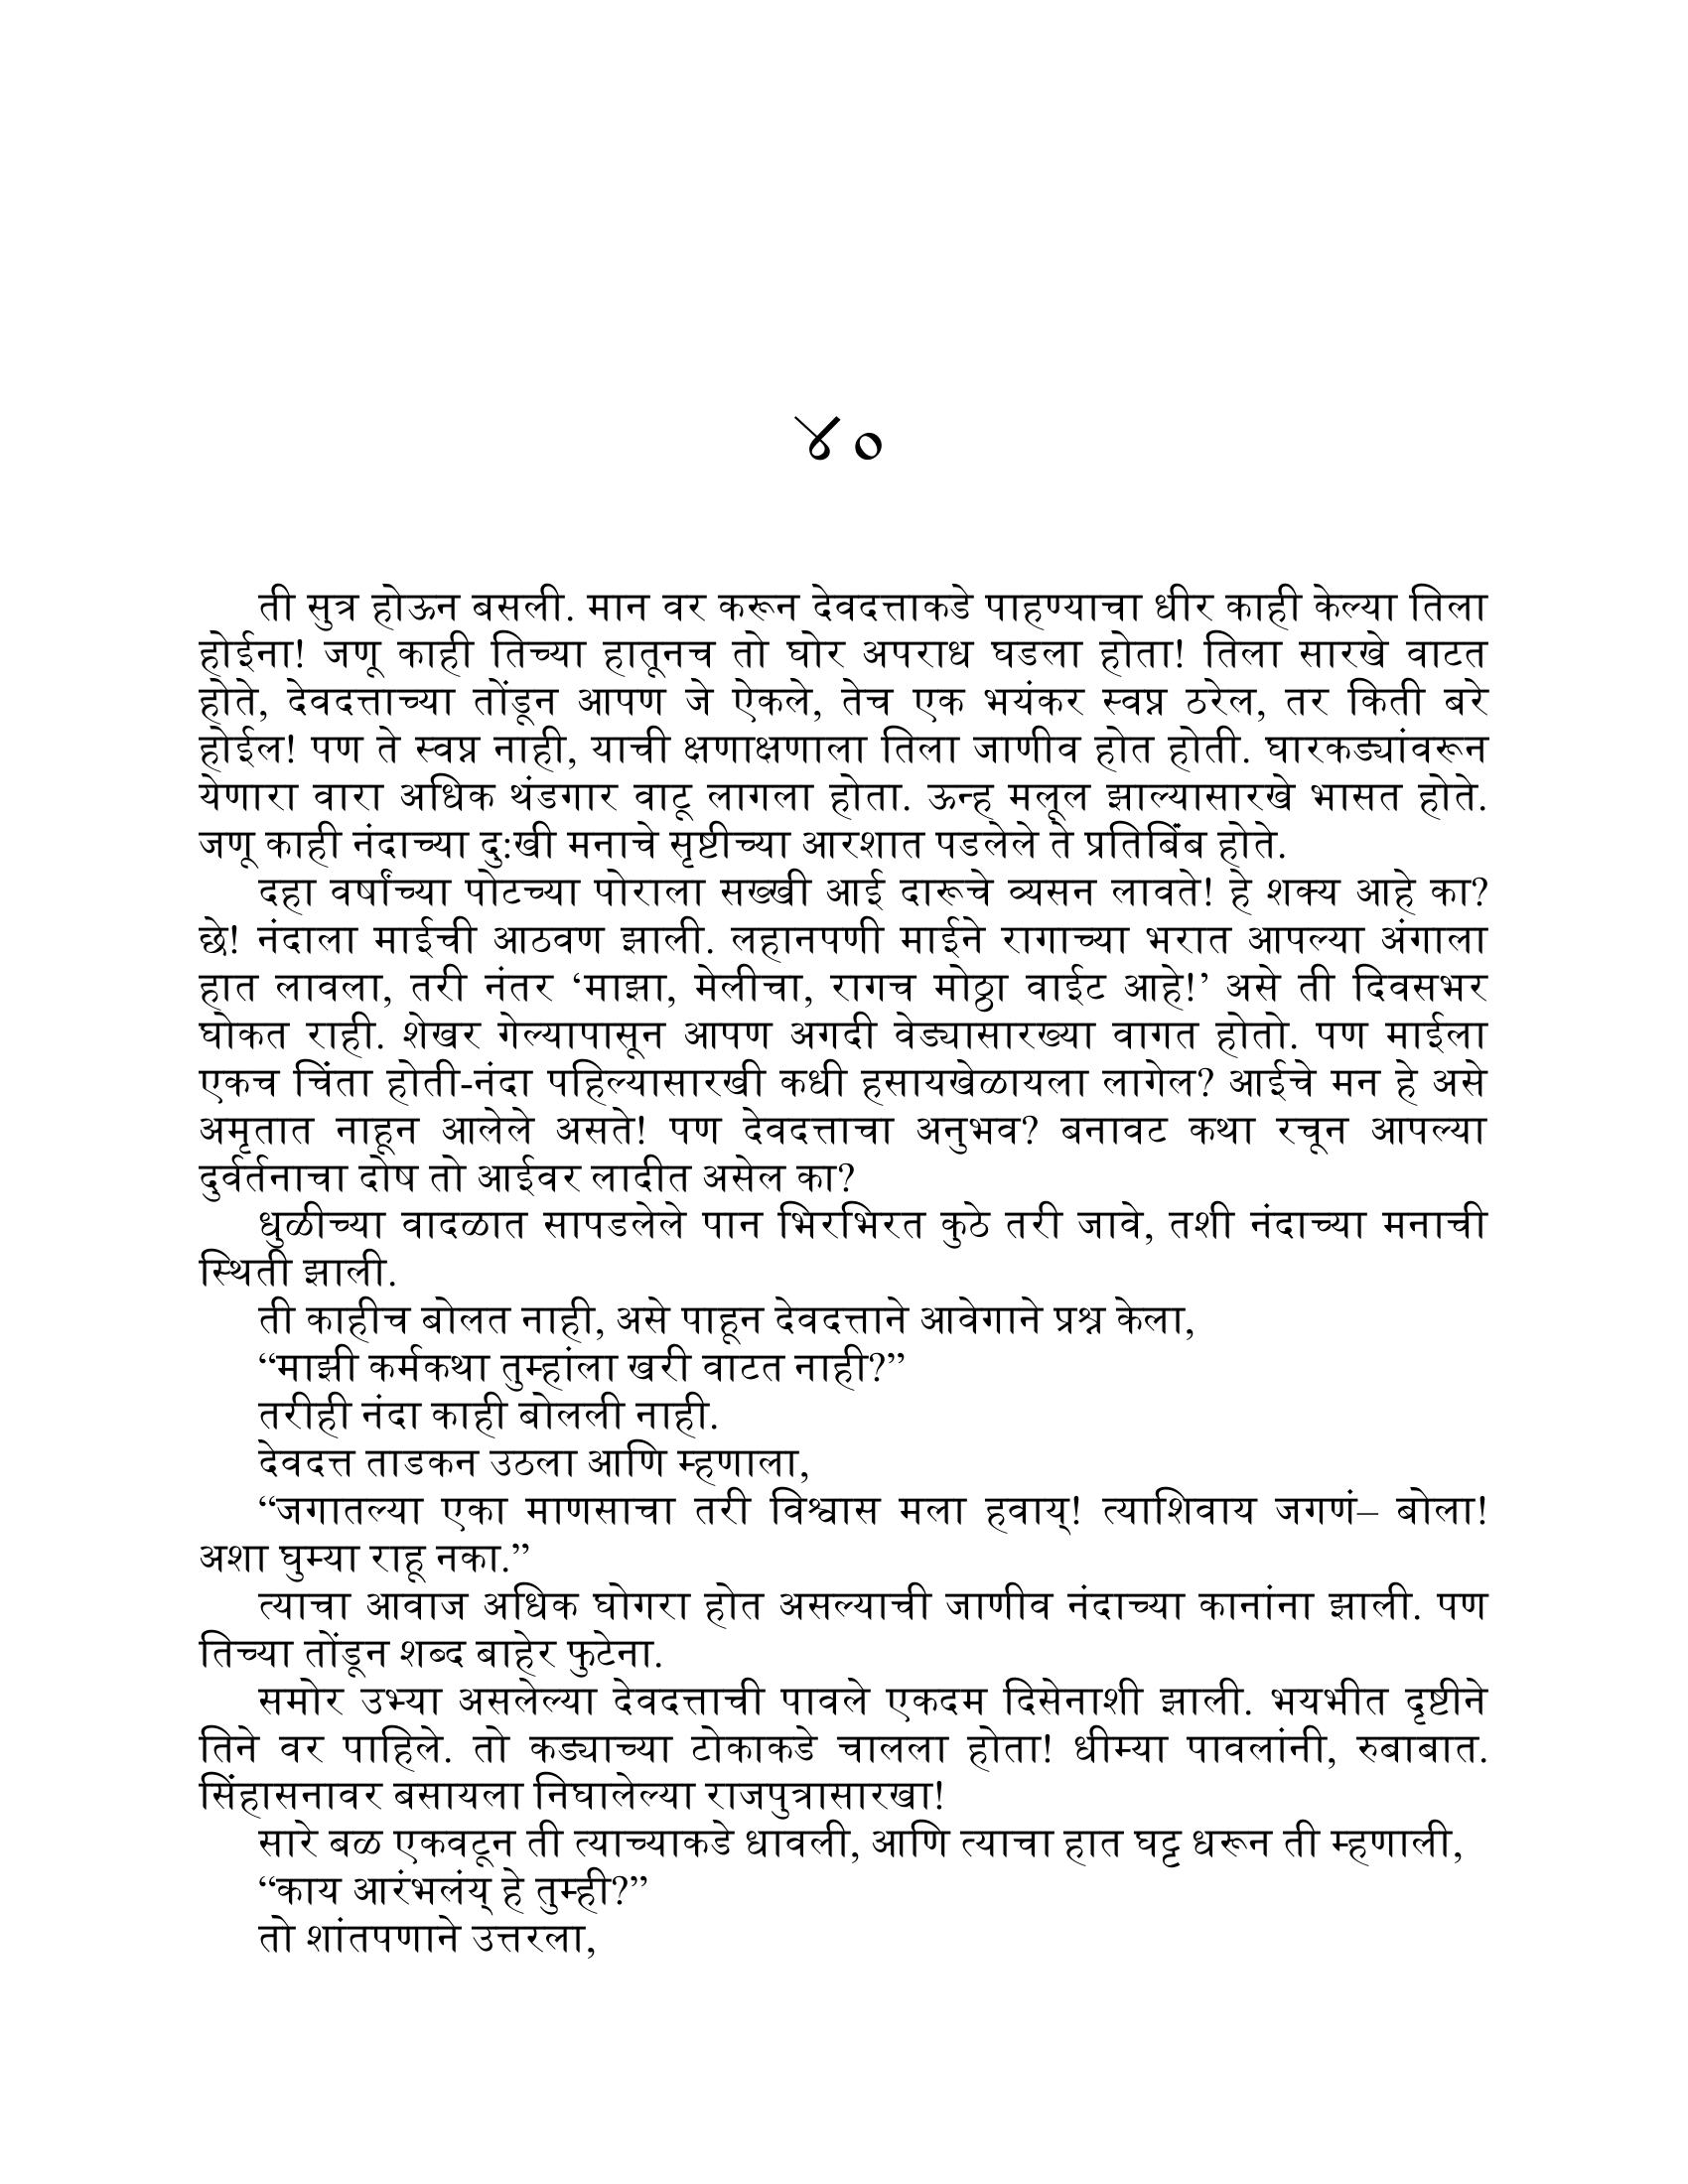 ४०
ती सुन्न होऊन बसली. मान वर करून देवदत्ताकडे पाहण्याचा धीर काही केल्या तिला
होईना! जणू काही तिच्या हातूनच तो घोर अपराध घडला होता! तिला सारखे वाटत
होते, देवदत्ताच्या तोंडून आपण जे ऐकले, तेच एक भयंकर स्वप्न ठरेल, तर किती बरे
होईल! पण ते स्वप्न नाही, याची क्षणाक्षणाला तिला जाणीव होत होती. घारकड्यांवरून
येणारा वारा अधिक थंडगार वाटू लागला होता. ऊन्ह मलूल झाल्यासारखे भासत होते.
जणू काही नंदाच्या दु:खी मनाचे सृष्टीच्या आरशात पडलेले ते प्रतिबिंब होते.
दहा वर्षांच्या पोटच्या पोराला सख्खी आई दारूचे व्यसन लावते! हे शक्य आहे का?
छे! नंदाला माईची आठवण झाली. लहानपणी माईने रागाच्या भरात आपल्या अंगाला
हात लावला, तरी नंतर ‘माझा, मेलीचा, रागच मोठ्ठा वाईट आहे!’ असे ती दिवसभर
घोकत राही. शेखर गेल्यापासून आपण अगदी वेड्यासारख्या वागत होतो. पण माईला
एकच चिंता होती-नंदा पहिल्यासारखी कधी हसायखेळायला लागेल? आईचे मन हे असे
अमृतात नाहून आलेले असते! पण देवदत्ताचा अनुभव? बनावट कथा रचून आपल्या
दुर्वर्तनाचा दोष तो आईवर लादीत असेल का?
धुळीच्या वादळात सापडलेले पान भिरभिरत कुठे तरी जावे, तशी नंदाच्या मनाची
स्थिती झाली.
ती काहीच बोलत नाही, असे पाहून देवदत्ताने आवेगाने प्रश्न केला,
“माझी कर्मकथा तुम्हांला खरी वाटत नाही?”
तरीही नंदा काही बोलली नाही.
देवदत्त ताडकन उठला आणि म्हणाला,
“जगातल्या एका माणसाचा तरी विश्वास मला हवाय्! त्याशिवाय जगणं– बोला!
अशा घुम्या राहू नका.”
त्याचा आवाज अधिक घोगरा होत असल्याची जाणीव नंदाच्या कानांना झाली. पण
तिच्या तोंडून शब्द बाहेर फुटेना.
समोर उभ्या असलेल्या देवदत्ताची पावले एकदम दिसेनाशी झाली. भयभीत दृष्टीने
तिने वर पाहिले. तो कड्याच्या टोकाकडे चालला होता! धीम्या पावलांनी, रुबाबात.
सिंहासनावर बसायला निघालेल्या राजपुत्रासारखा!
सारे बळ एकवटून ती त्याच्याकडे धावली, आणि त्याचा हात घट्ट धरून ती म्हणाली,
“काय आरंभलंय् हे तुम्ही?”
तो शांतपणाने उत्तरला,